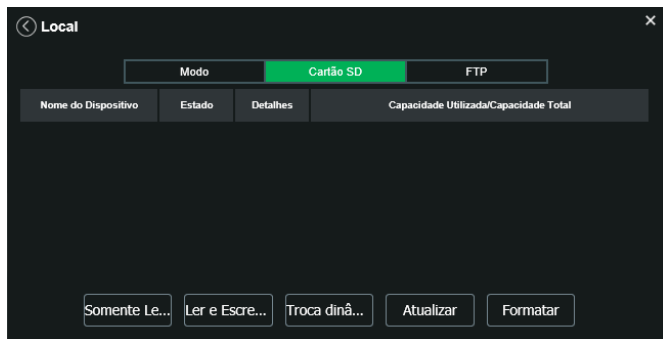 Local
Modo Cartão SD FTP
Nome do Dispositivo Estado Detalhes Capacidade Utilizada/Capacidade Total
Somente Le... Ler e Escre... Troca dinâ... Atualizar Formatar